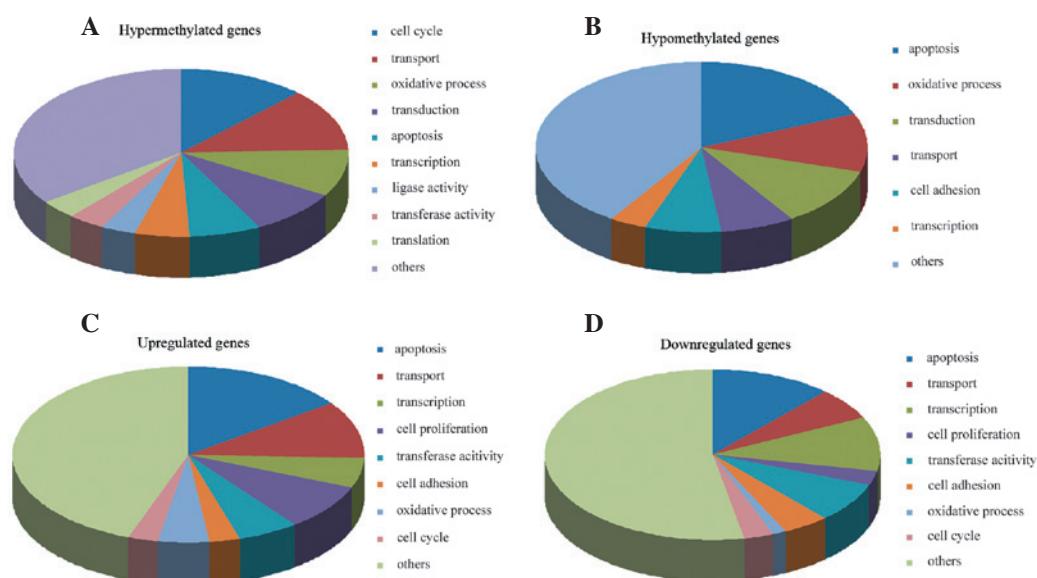 A
Hypermethylated genes
cell cycle
transport
oxidative process
transduction
apoptosis
transcription
ligase activity
transferase activity
translation
others
B
Hypomethylated genes
apoptosis
oxidative process
transduction
transport
cell adhesion
transcription
others
C
Upregulated genes
apoptosis
transport
transcription
cell proliferation
transferase acitivity
cell adhesion
oxidative process
cell cycle
others
D
Downregulated genes
apoptosis
transport
transcription
cell proliferation
transferase acitivity
cell adhesion
oxidative process
cell cycle
others